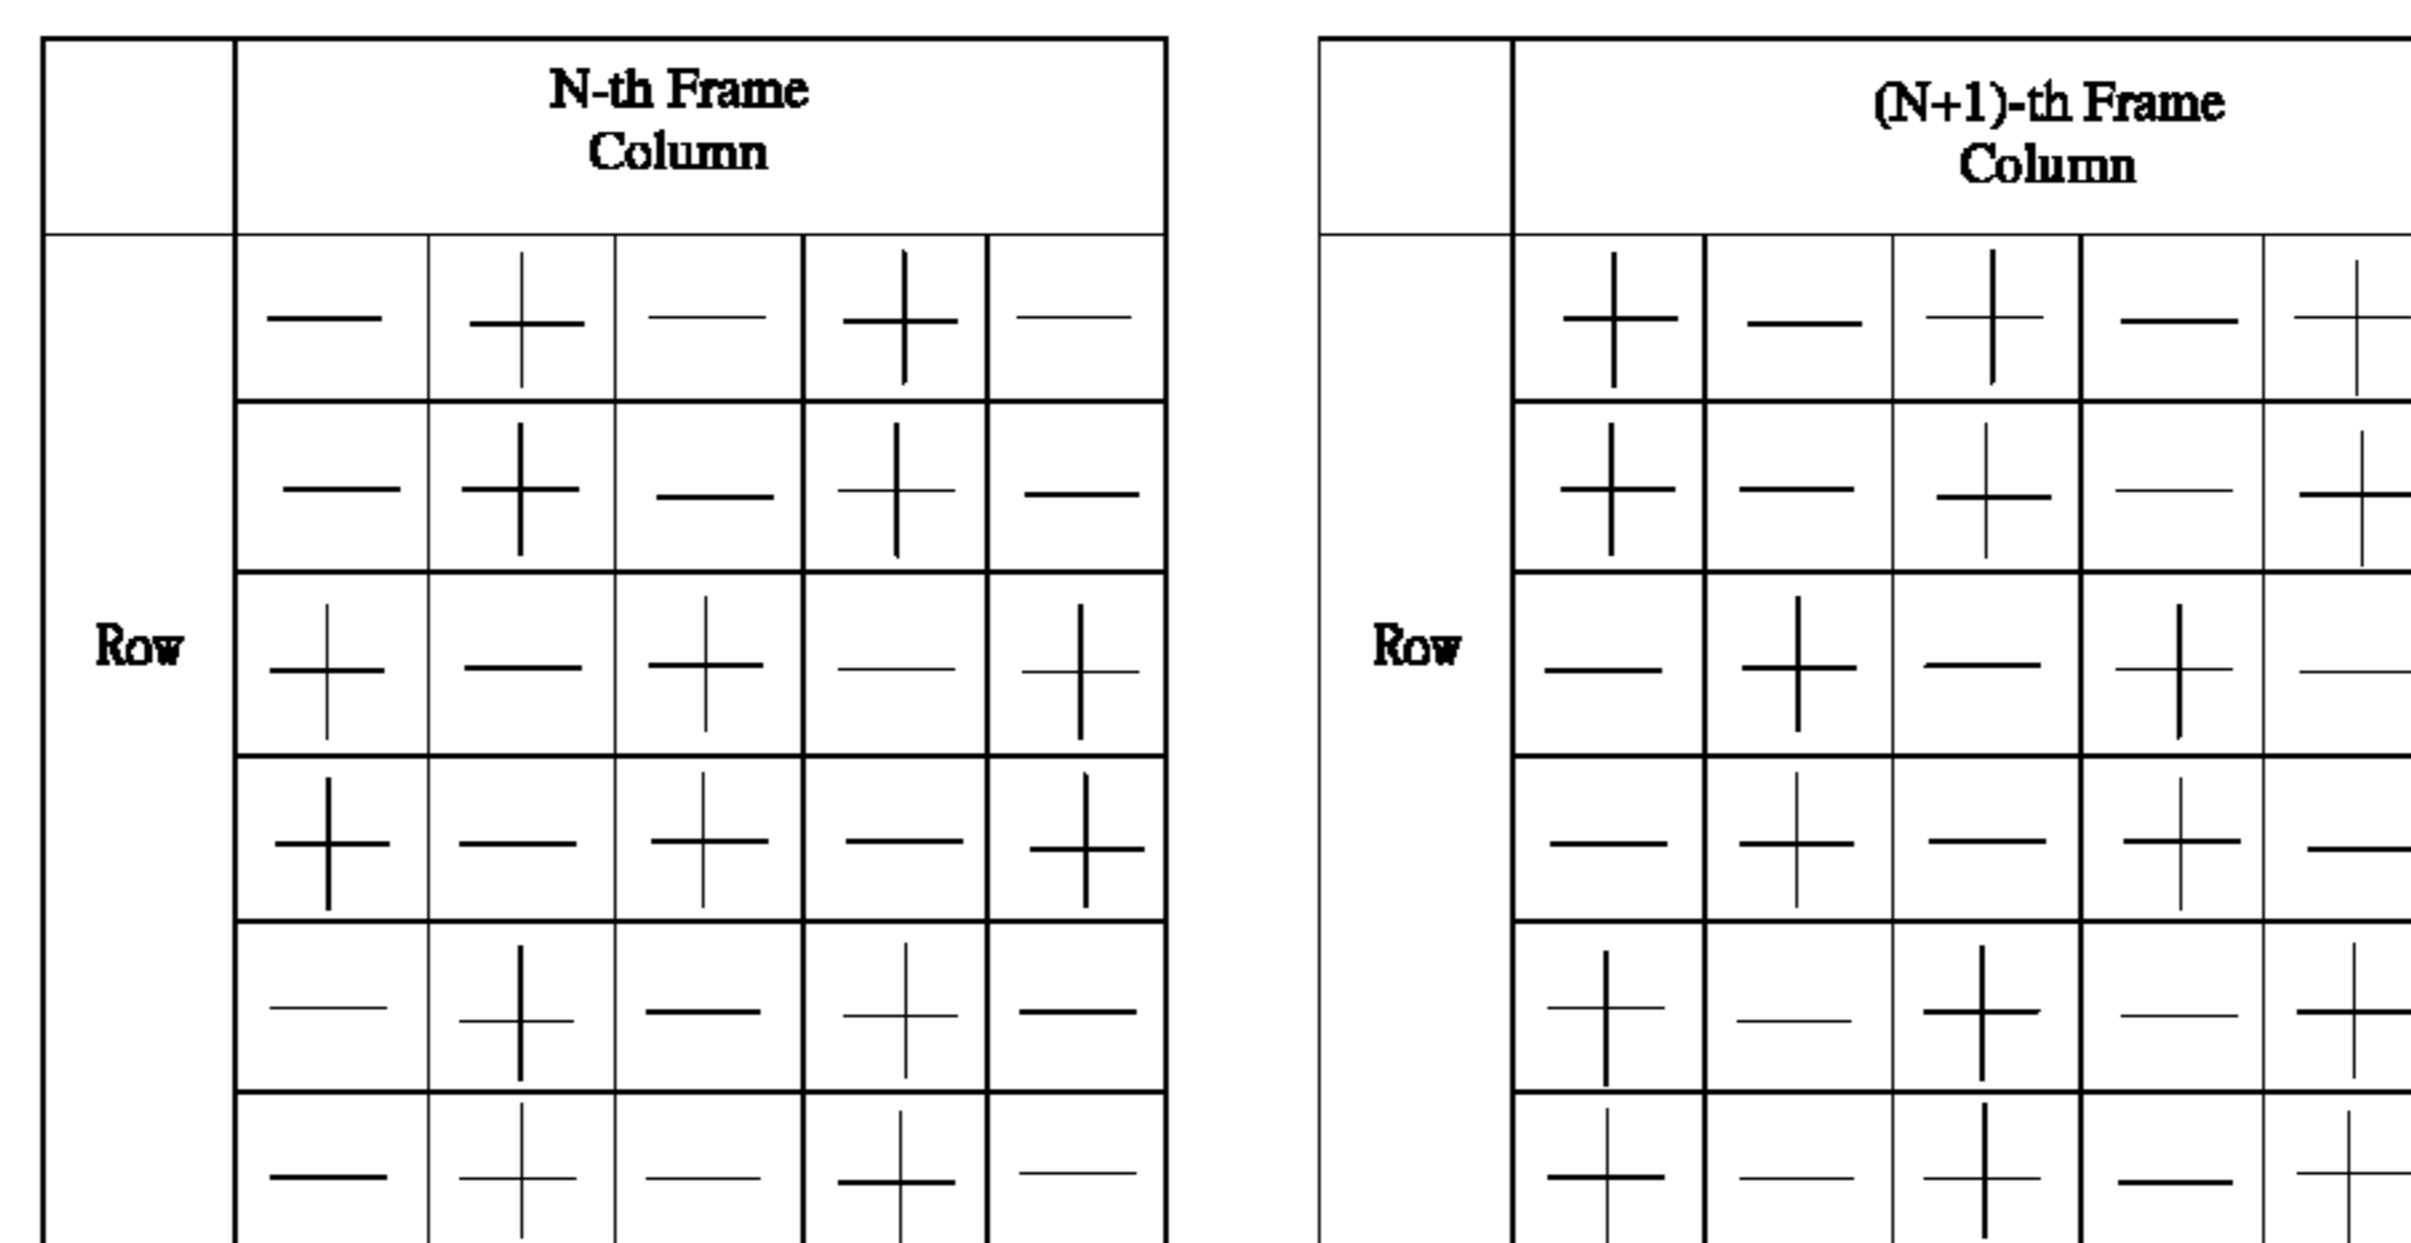 N-th Frame
Column
(N+1)-th Frame
Column
— + — + —
+ — + — +
— + — + —
+ — + — +
+ — + — +
— + — + —
Row
Row
+ — + — +
— + — + —
— + — + —
+ — + — +
— + — + —
+ — + — +